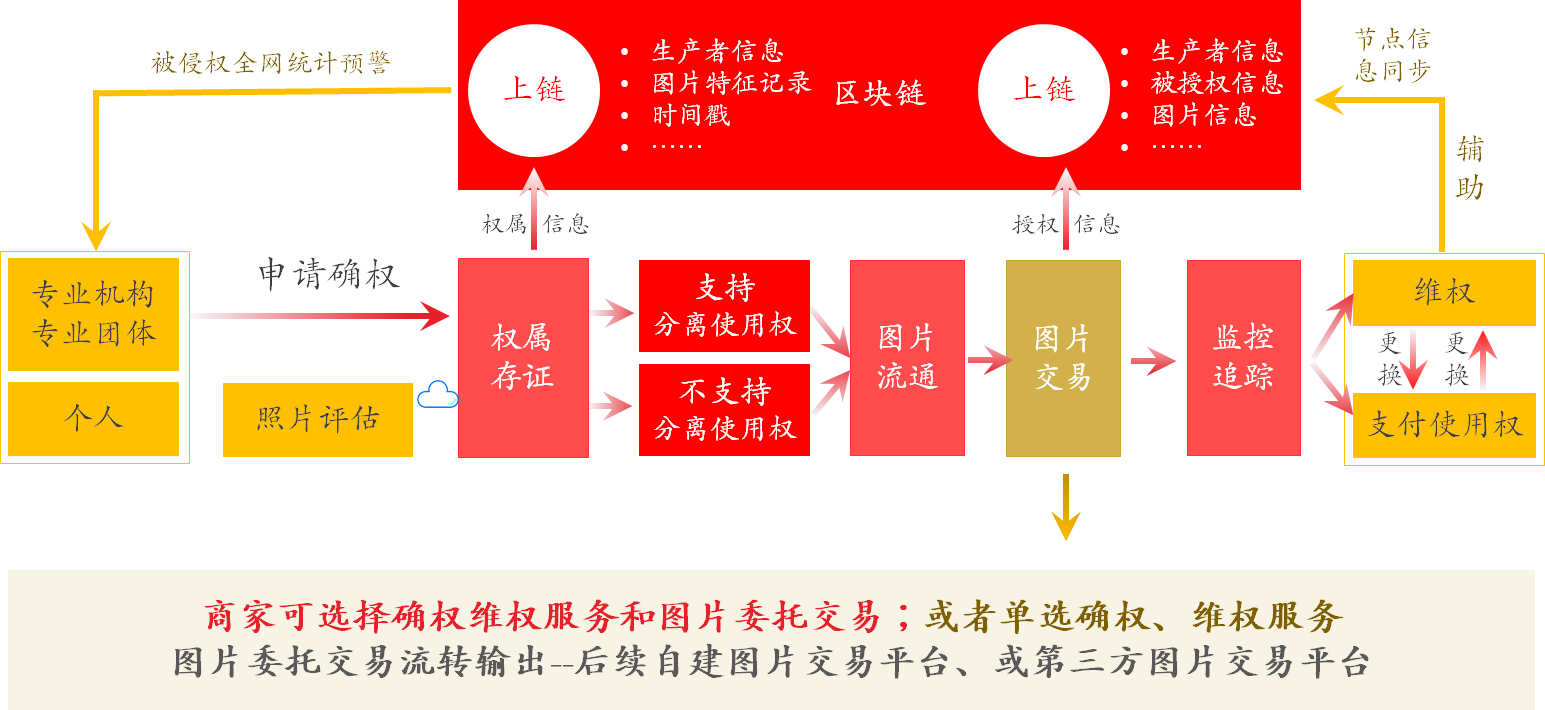 被侵权全网统计预警
上链
• 生产者信息
• 图片特征记录
• 时间戳
• ……
区块链
上链
• 生产者信息
• 被授权信息
• 图片信息
• ……
节点信
息同步
辅
助
权属 信息
授权 信息
专业机构
专业团体
个人
申请确权
照片评估
权属
存证
支持
分离使用权
不支持
分离使用权
图片
流通
图片
交易
监控
追踪
维权
更
换
更
换
支付使用权
商家可选择确权维权服务和图片委托交易；或者单选确权、维权服务
图片委托交易流转输出--后续自建图片交易平台、或第三方图片交易平台